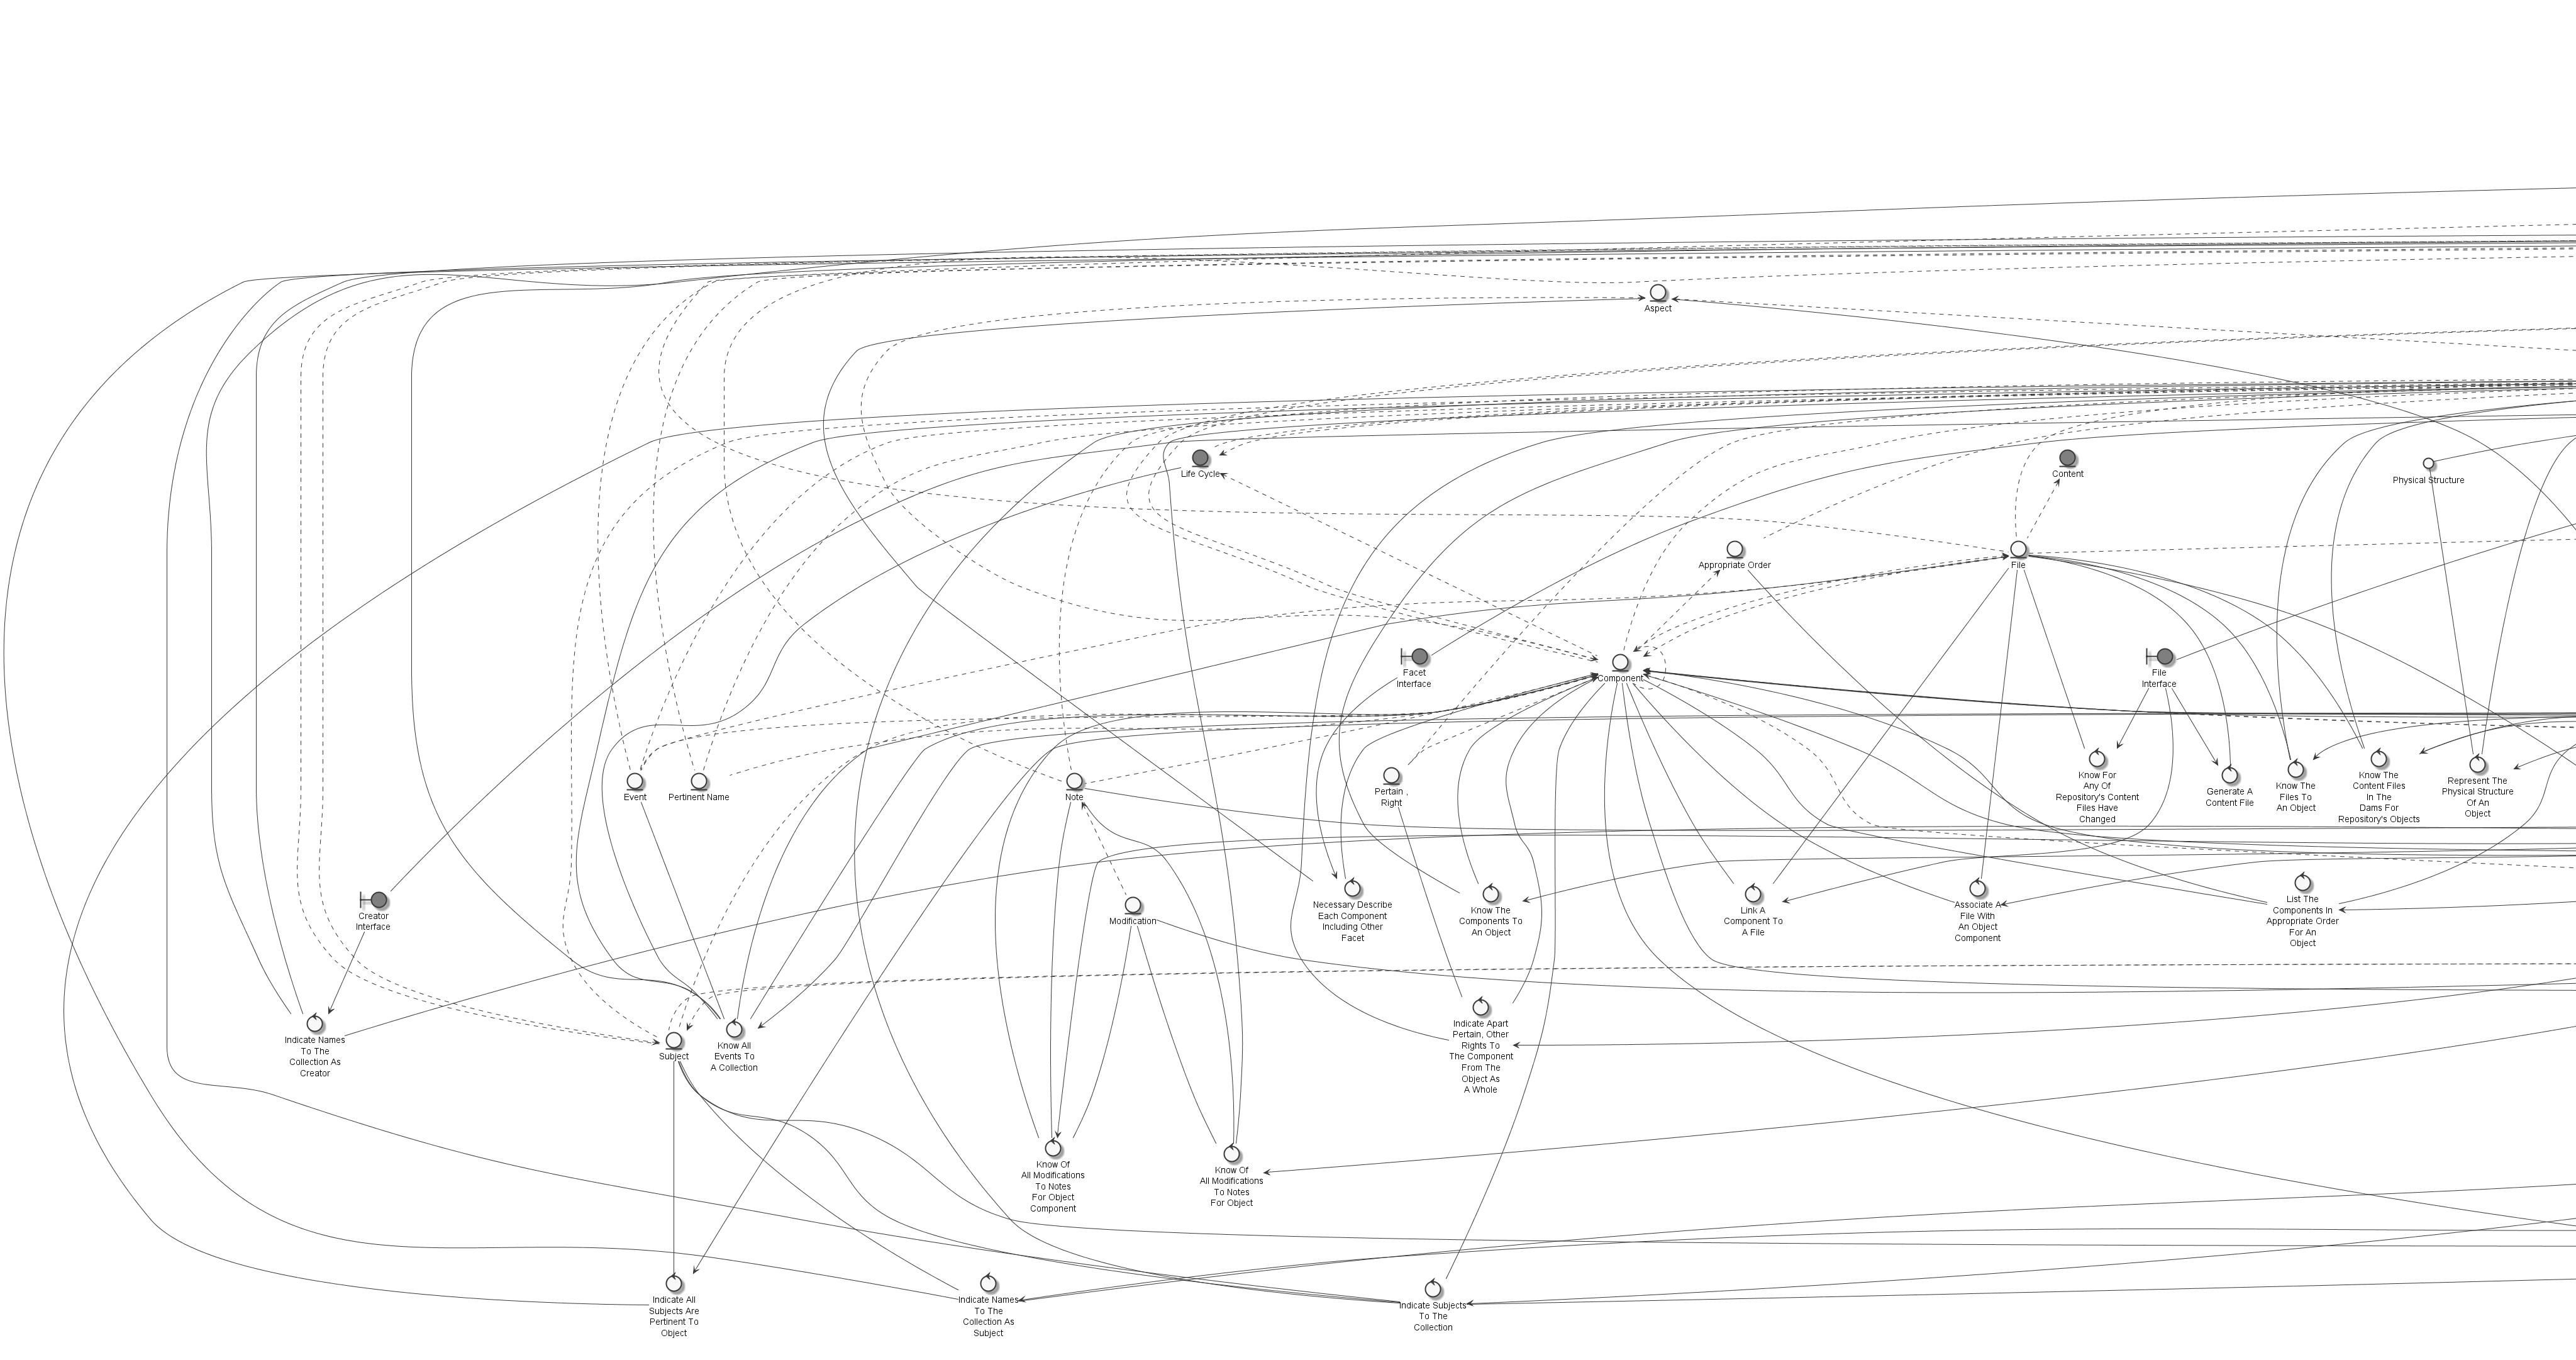 Aspect
Life Cycle
Content
Physical Structure
Appropriate Order
File
Facet
Interface
Component
File
Interface
Event
Pertinent Name
Note
Pertain ,
Right
Know For
Any Of
Repository's Content
Files Have
Changed
Generate A
Content File
Know The
Files To
An Object
Know The
Content Files
In The
Dams For
Repository's Objects
Represent The
Physical Structure
Of An
Object
Creator
Interface
Modification
Necessary Describe
Each Component
Including Other
Facet
Know The
Components To
An Object
Link A
Component To
A File
Associate A
File With
An Object
Component
List The
Components In
Appropriate Order
For An
Object
Indicate Names
To The
Collection As
Creator
Subject
Know All
Events To
A Collection
Indicate Apart
Pertain, Other
Rights To
The Component
From The
Object As
A Whole
Know Of
All Modifications
To Notes
For Object
Component
Know Of
All Modifications
To Notes
For Object
Indicate All
Subjects Are
Pertinent To
Object
Indicate Names
To The
Collection As
Subject
Indicate Subjects
To The
Collection